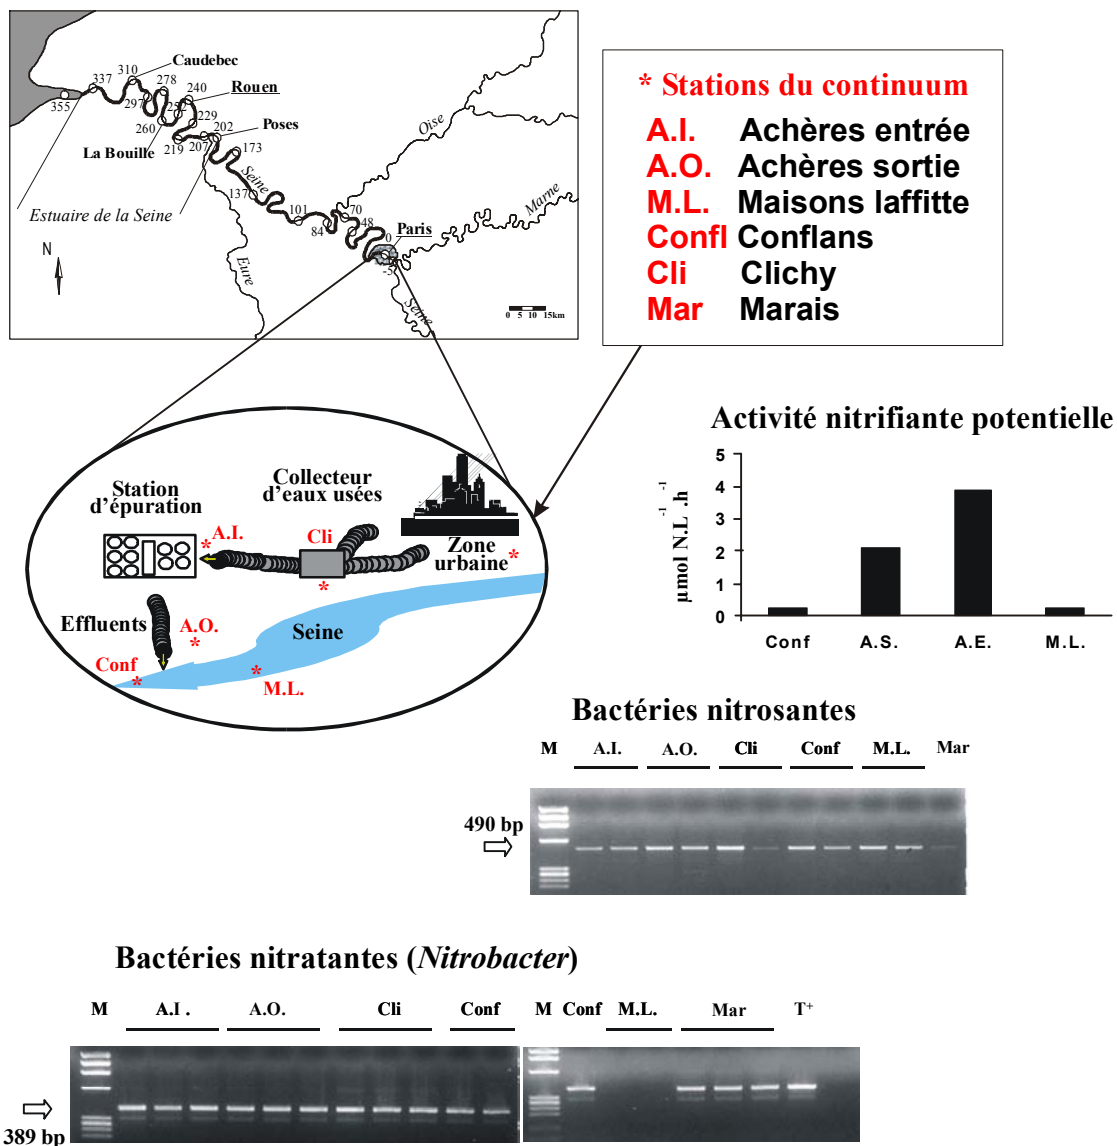 Caudebec
310
337
278
240
Rouen
355
297
252
229
260
202
Poses
La Bouille
219
207
173
Oise
Seine
137
Marne
Estuaire de la Seine
101
70
84
48
0
Paris
-5
N
Eure
Seine
0 5 10 15km
* Stations du continuum
A.I. Achères entrée
A.O. Achères sortie
M.L. Maisons laffitte
Confl Conflans
Cli Clichy
Mar Marais
Station
d'épuration
Collecteur
d'eaux usées
* A.I.
Cli
*
Zone
urbaine *
Effluents
A.O.
*
Seine
Conf
*
* M.L.
Activité nitrifiante potentielle
µmol N.L-1 .h-1
5
4
3
2
1
0
Conf A.S. A.E. M.L.
Bactéries nitrosantes
M A.I. A.O. Cli Conf M.L. Mar
490 bp
Bactéries nitratantes (Nitrobacter)
M A.I . A.O. Cli Conf M Conf M.L. Mar T+
389 bp